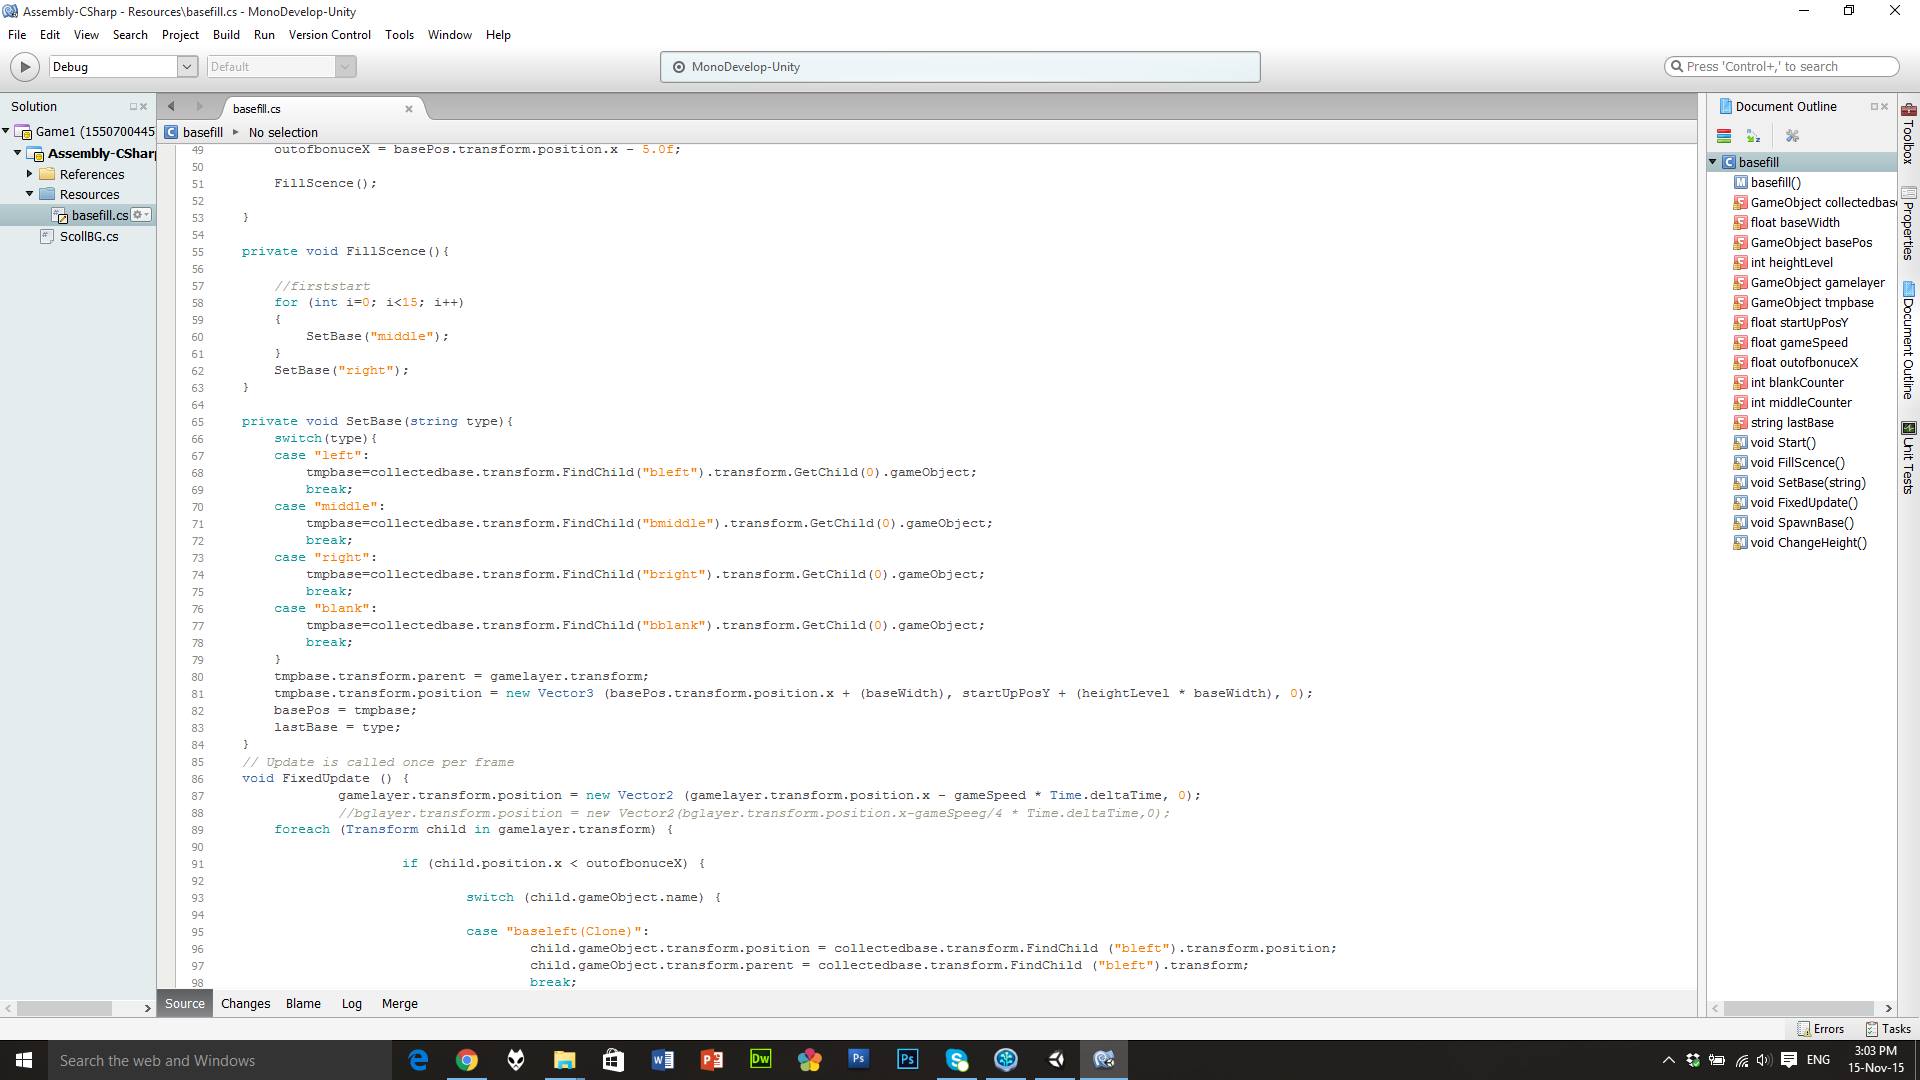 Assembly-CSharp - Resources\basefill.cs - MonoDevelop-Unity
File Edit View Search Project Build Run Version Control Tools Window Help
Debug Default MonoDevelop-Unity Press 'Control+,' to search
Solution
Game1 (1550700445
Assembly-CShar
References
Resources
basefill.cs
ScollBG.cs
basefill.cs
basefill No selection
49 outofbonuceX = basePos.transform.position.x - 5.0f;
50
51 FillScence();
52
53 }
54
55 private void FillScence(){
56
57 //firststart
58 for (int i=0; i<15; i++)
59 {
60 SetBase("middle");
61 }
62 SetBase("right");
63 }
64
65 private void SetBase(string type){
66 switch(type){
67 case "left":
68 tmpbase=collectedbase.transform.FindChild("bleft").transform.GetChild(0).gameObject;
69 break;
70 case "middle":
71 tmpbase=collectedbase.transform.FindChild("bmiddle").transform.GetChild(0).gameObject;
72 break;
73 case "right":
74 tmpbase=collectedbase.transform.FindChild("bright").transform.GetChild(0).gameObject;
75 break;
76 case "blank":
77 tmpbase=collectedbase.transform.FindChild("bblank").transform.GetChild(0).gameObject;
78 break;
79 }
80 tmpbase.transform.parent = gamelayer.transform;
81 tmpbase.transform.position = new Vector3 (basePos.transform.position.x + (baseWidth), startUpPosY + (heightLevel * baseWidth), 0);
82 basePos = tmpbase;
83 lastBase = type;
84 }
85 // Update is called once per frame
86 void FixedUpdate () {
87 gamelayer.transform.position = new Vector2 (gamelayer.transform.position.x - gameSpeed * Time.deltaTime, 0);
88 //bglayer.transform.position = new Vector2(bglayer.transform.position.x-gameSpeeg/4 * Time.deltaTime,0);
89 foreach (Transform child in gamelayer.transform) {
90
91 if (child.position.x < outofbonuceX) {
92
93 switch (child.gameObject.name) {
94
95 case "baseleft(Clone)":
96 child.gameObject.transform.position = collectedbase.transform.FindChild ("bleft").transform.position;
97 child.gameObject.transform.parent = collectedbase.transform.FindChild ("bleft").transform;
98 break;
Source Changes Blame Log Merge
Document Outline
basefill
basefill()
GameObject collectedbase
float baseWidth
GameObject basePos
int heightLevel
GameObject gamelayer
GameObject tmpbase
float startUpPosY
float gameSpeed
float outofbonuceX
int blankCounter
int middleCounter
string lastBase
void Start()
void FillScence()
void SetBase(string)
void FixedUpdate()
void SpawnBase()
void ChangeHeight()
Toolbox
Properties
Document Outline
Unit Tests
Errors Tasks
Search the web and Windows
Dw
Ps
Ps
ENG
3:03 PM
15-Nov-15